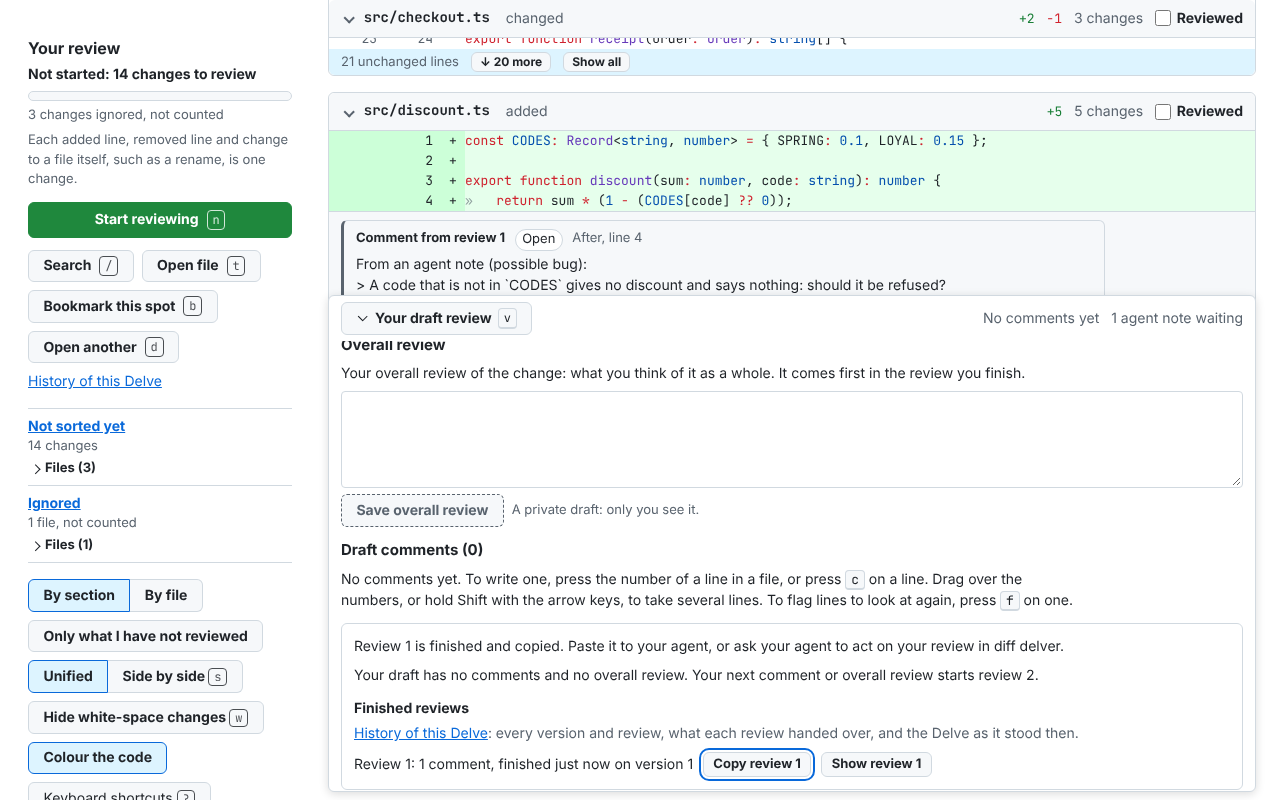 Your review
Not started: 14 changes to review
3 changes ignored, not counted
Each added line, removed line and change
to a file itself, such as a rename, is one
change.
Start reviewing n
Search / Open file t
Bookmark this spot b
Open another d
History of this Delve
Not sorted yet
14 changes
Files (3)
Ignored
1 file, not counted
Files (1)
By section By file
Only what I have not reviewed
Unified Side by side s
Hide white-space changes w
Colour the code
Keyboard shortcuts ?
src/checkout.ts changed +2 -1 3 changes Reviewed
23 24 export function receipt(order: Order): string[] {
21 unchanged lines ↓ 20 more Show all
src/discount.ts added +5 5 changes Reviewed
1 + const CODES: Record<string, number> = { SPRING: 0.1, LOYAL: 0.15 };
2 +
3 + export function discount(sum: number, code: string): number {
4 + » return sum * (1 - (CODES[code] ?? 0));
Comment from review 1 Open After, line 4
From an agent note (possible bug):
> A code that is not in `CODES` gives no discount and says nothing: should it be refused?
Your draft review v No comments yet 1 agent note waiting
Overall review
Your overall review of the change: what you think of it as a whole. It comes first in the review you finish.
Save overall review A private draft: only you see it.
Draft comments (0)
No comments yet. To write one, press the number of a line in a file, or press c on a line. Drag over the
numbers, or hold Shift with the arrow keys, to take several lines. To flag lines to look at again, press f on one.
Review 1 is finished and copied. Paste it to your agent, or ask your agent to act on your review in diff delver.
Your draft has no comments and no overall review. Your next comment or overall review starts review 2.
Finished reviews
History of this Delve: every version and review, what each review handed over, and the Delve as it stood then.
Review 1: 1 comment, finished just now on version 1 Copy review 1 Show review 1